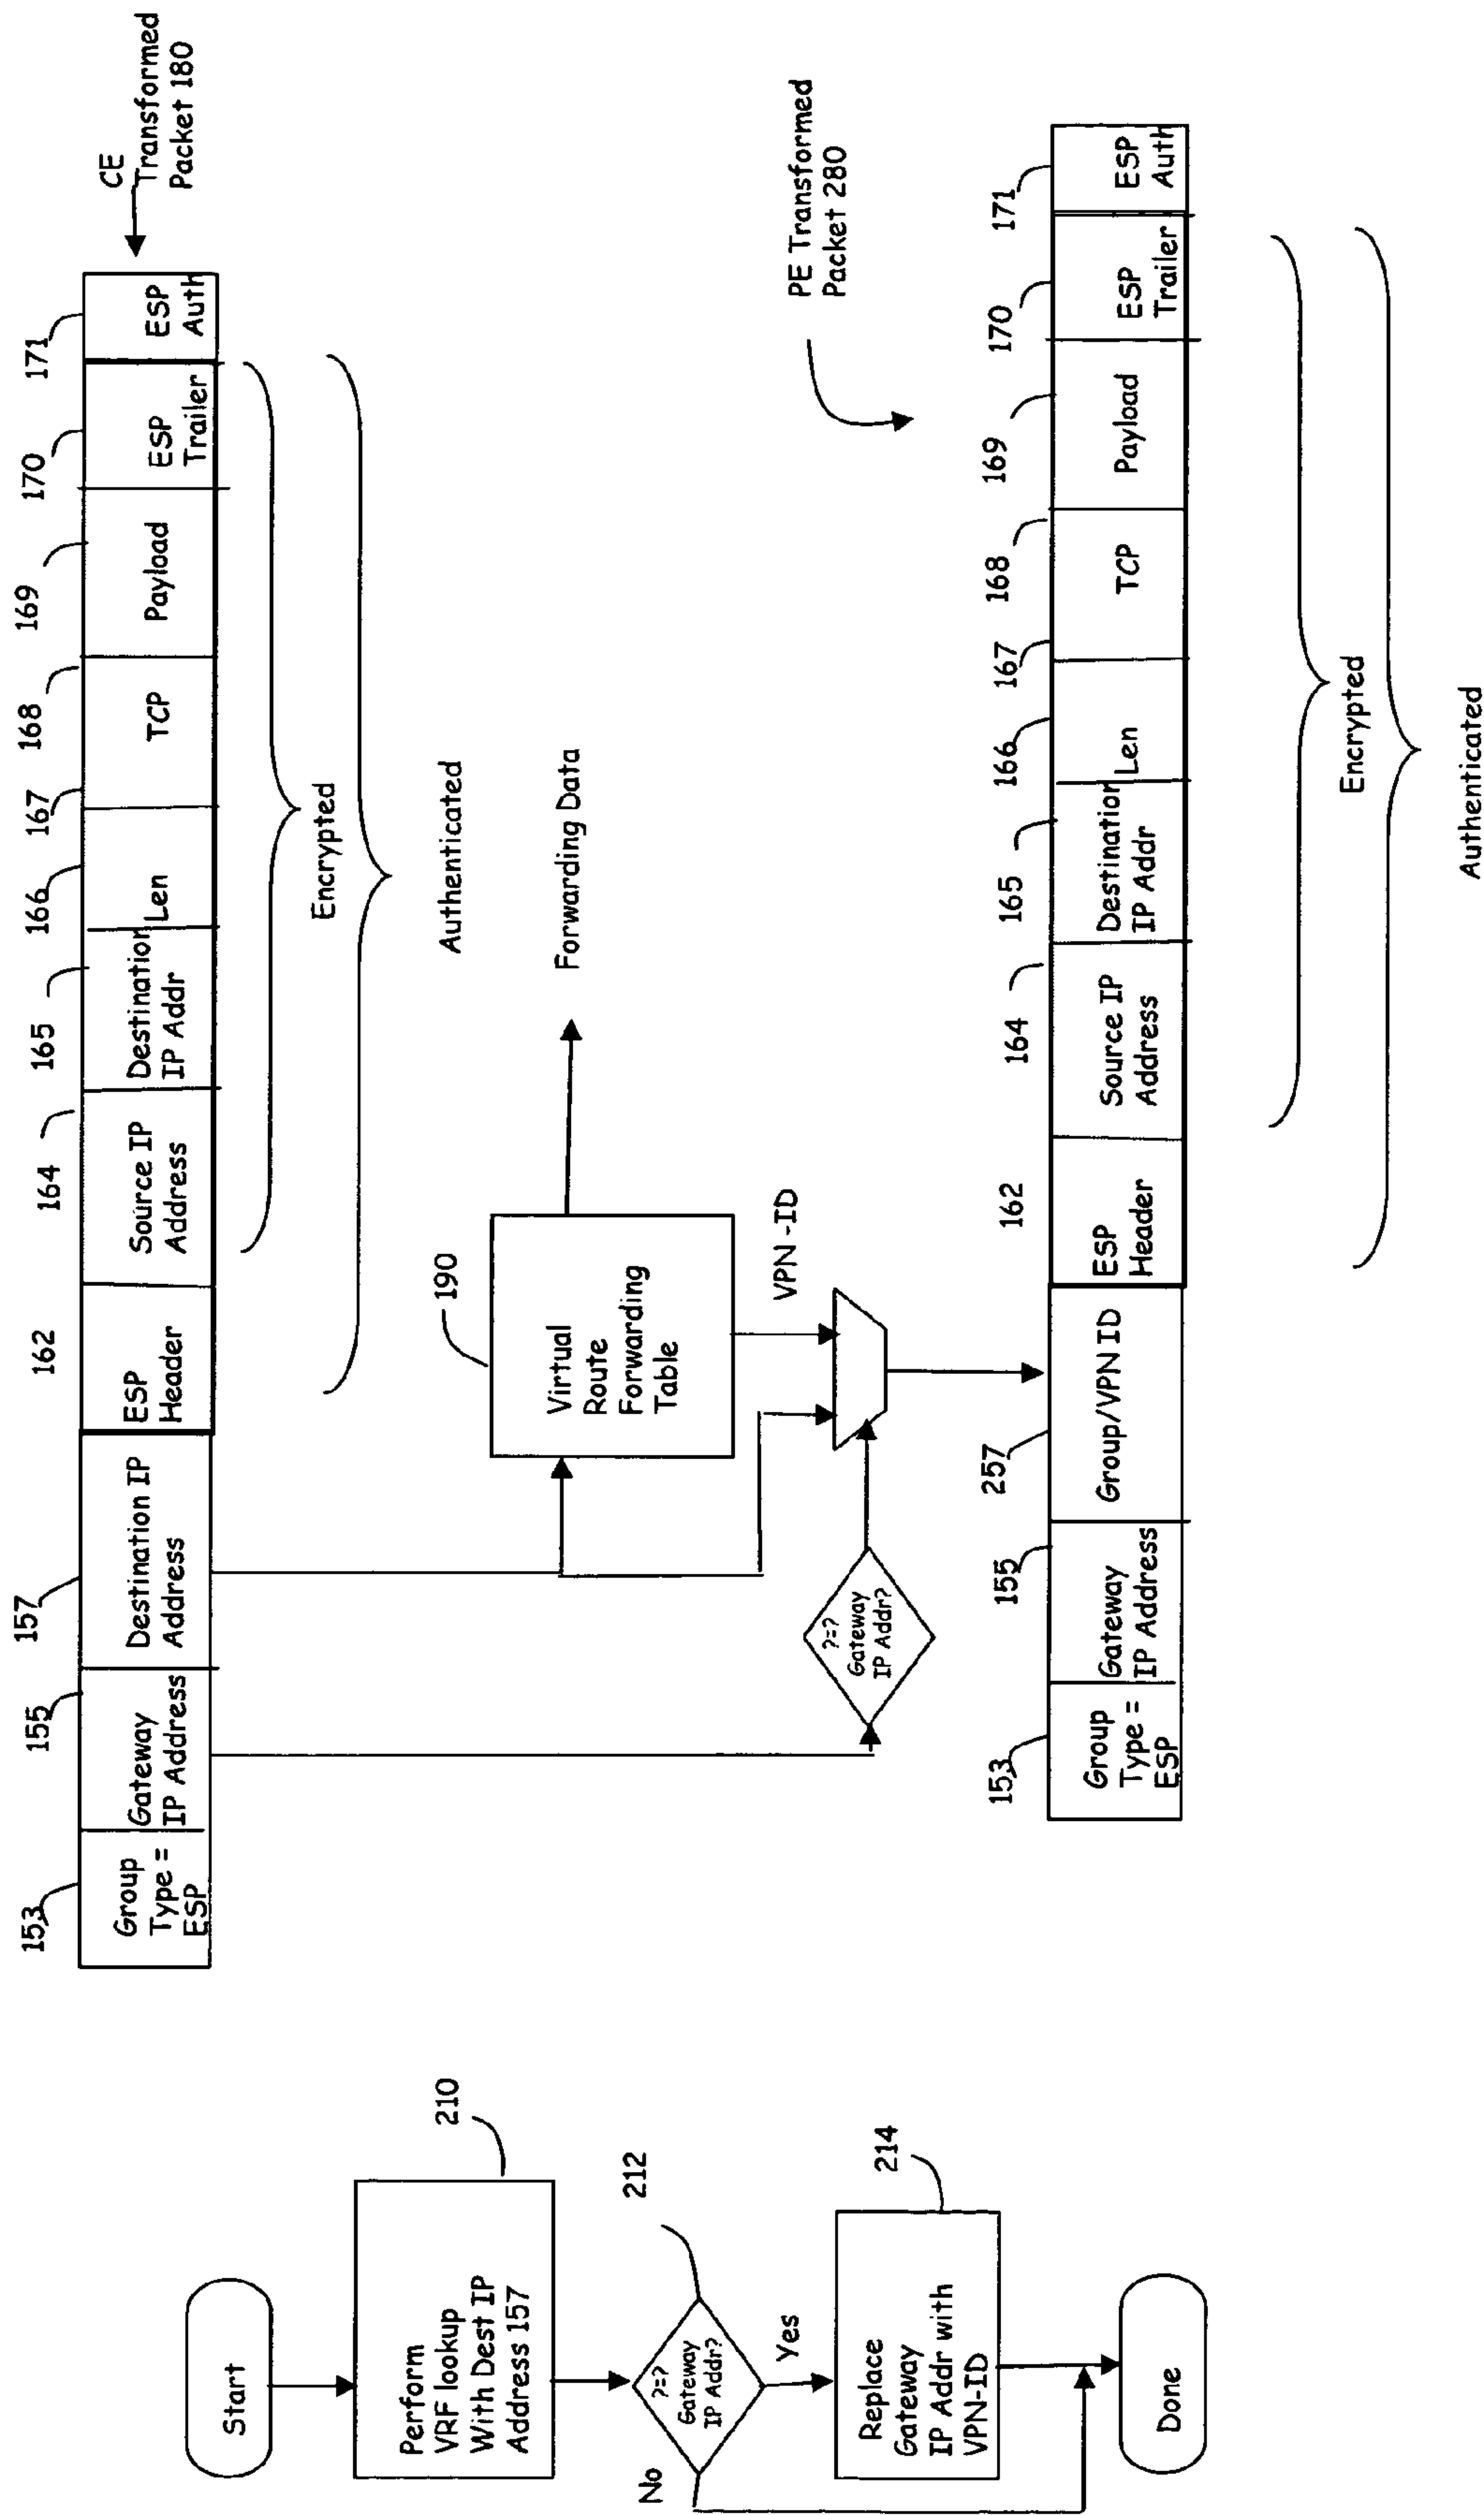 Start
210
Perform
VRF lookup
With Dest IP
Address 157
212
?=?
Gateway
IP Addr?
No
Yes
214
Replace
Gateway
IP Addr with
VPN-ID
Done
CE
Transformed
Packet 180
153
155
157
162
164
165
166
167
168
169
170
171
Group
Type =
ESP
Gateway
IP Address
Destination IP
Address
ESP
Header
Source IP
Address
Destination
IP Addr
Len
TCP
Payload
ESP
Trailer
ESP
Auth
Encrypted
Authenticated
190
Virtual
Route
Forwarding
Table
Forwarding Data
VPN-ID
?=?
Gateway
IP Addr?
PE Transformed
Packet 280
153
155
257
162
164
165
166
167
168
169
170
171
Group
Type =
ESP
Gateway
IP Address
Group/VPN ID
ESP
Header
Source IP
Address
Destination
IP Addr
Len
TCP
Payload
ESP
Trailer
ESP
Auth
Encrypted
Authenticated